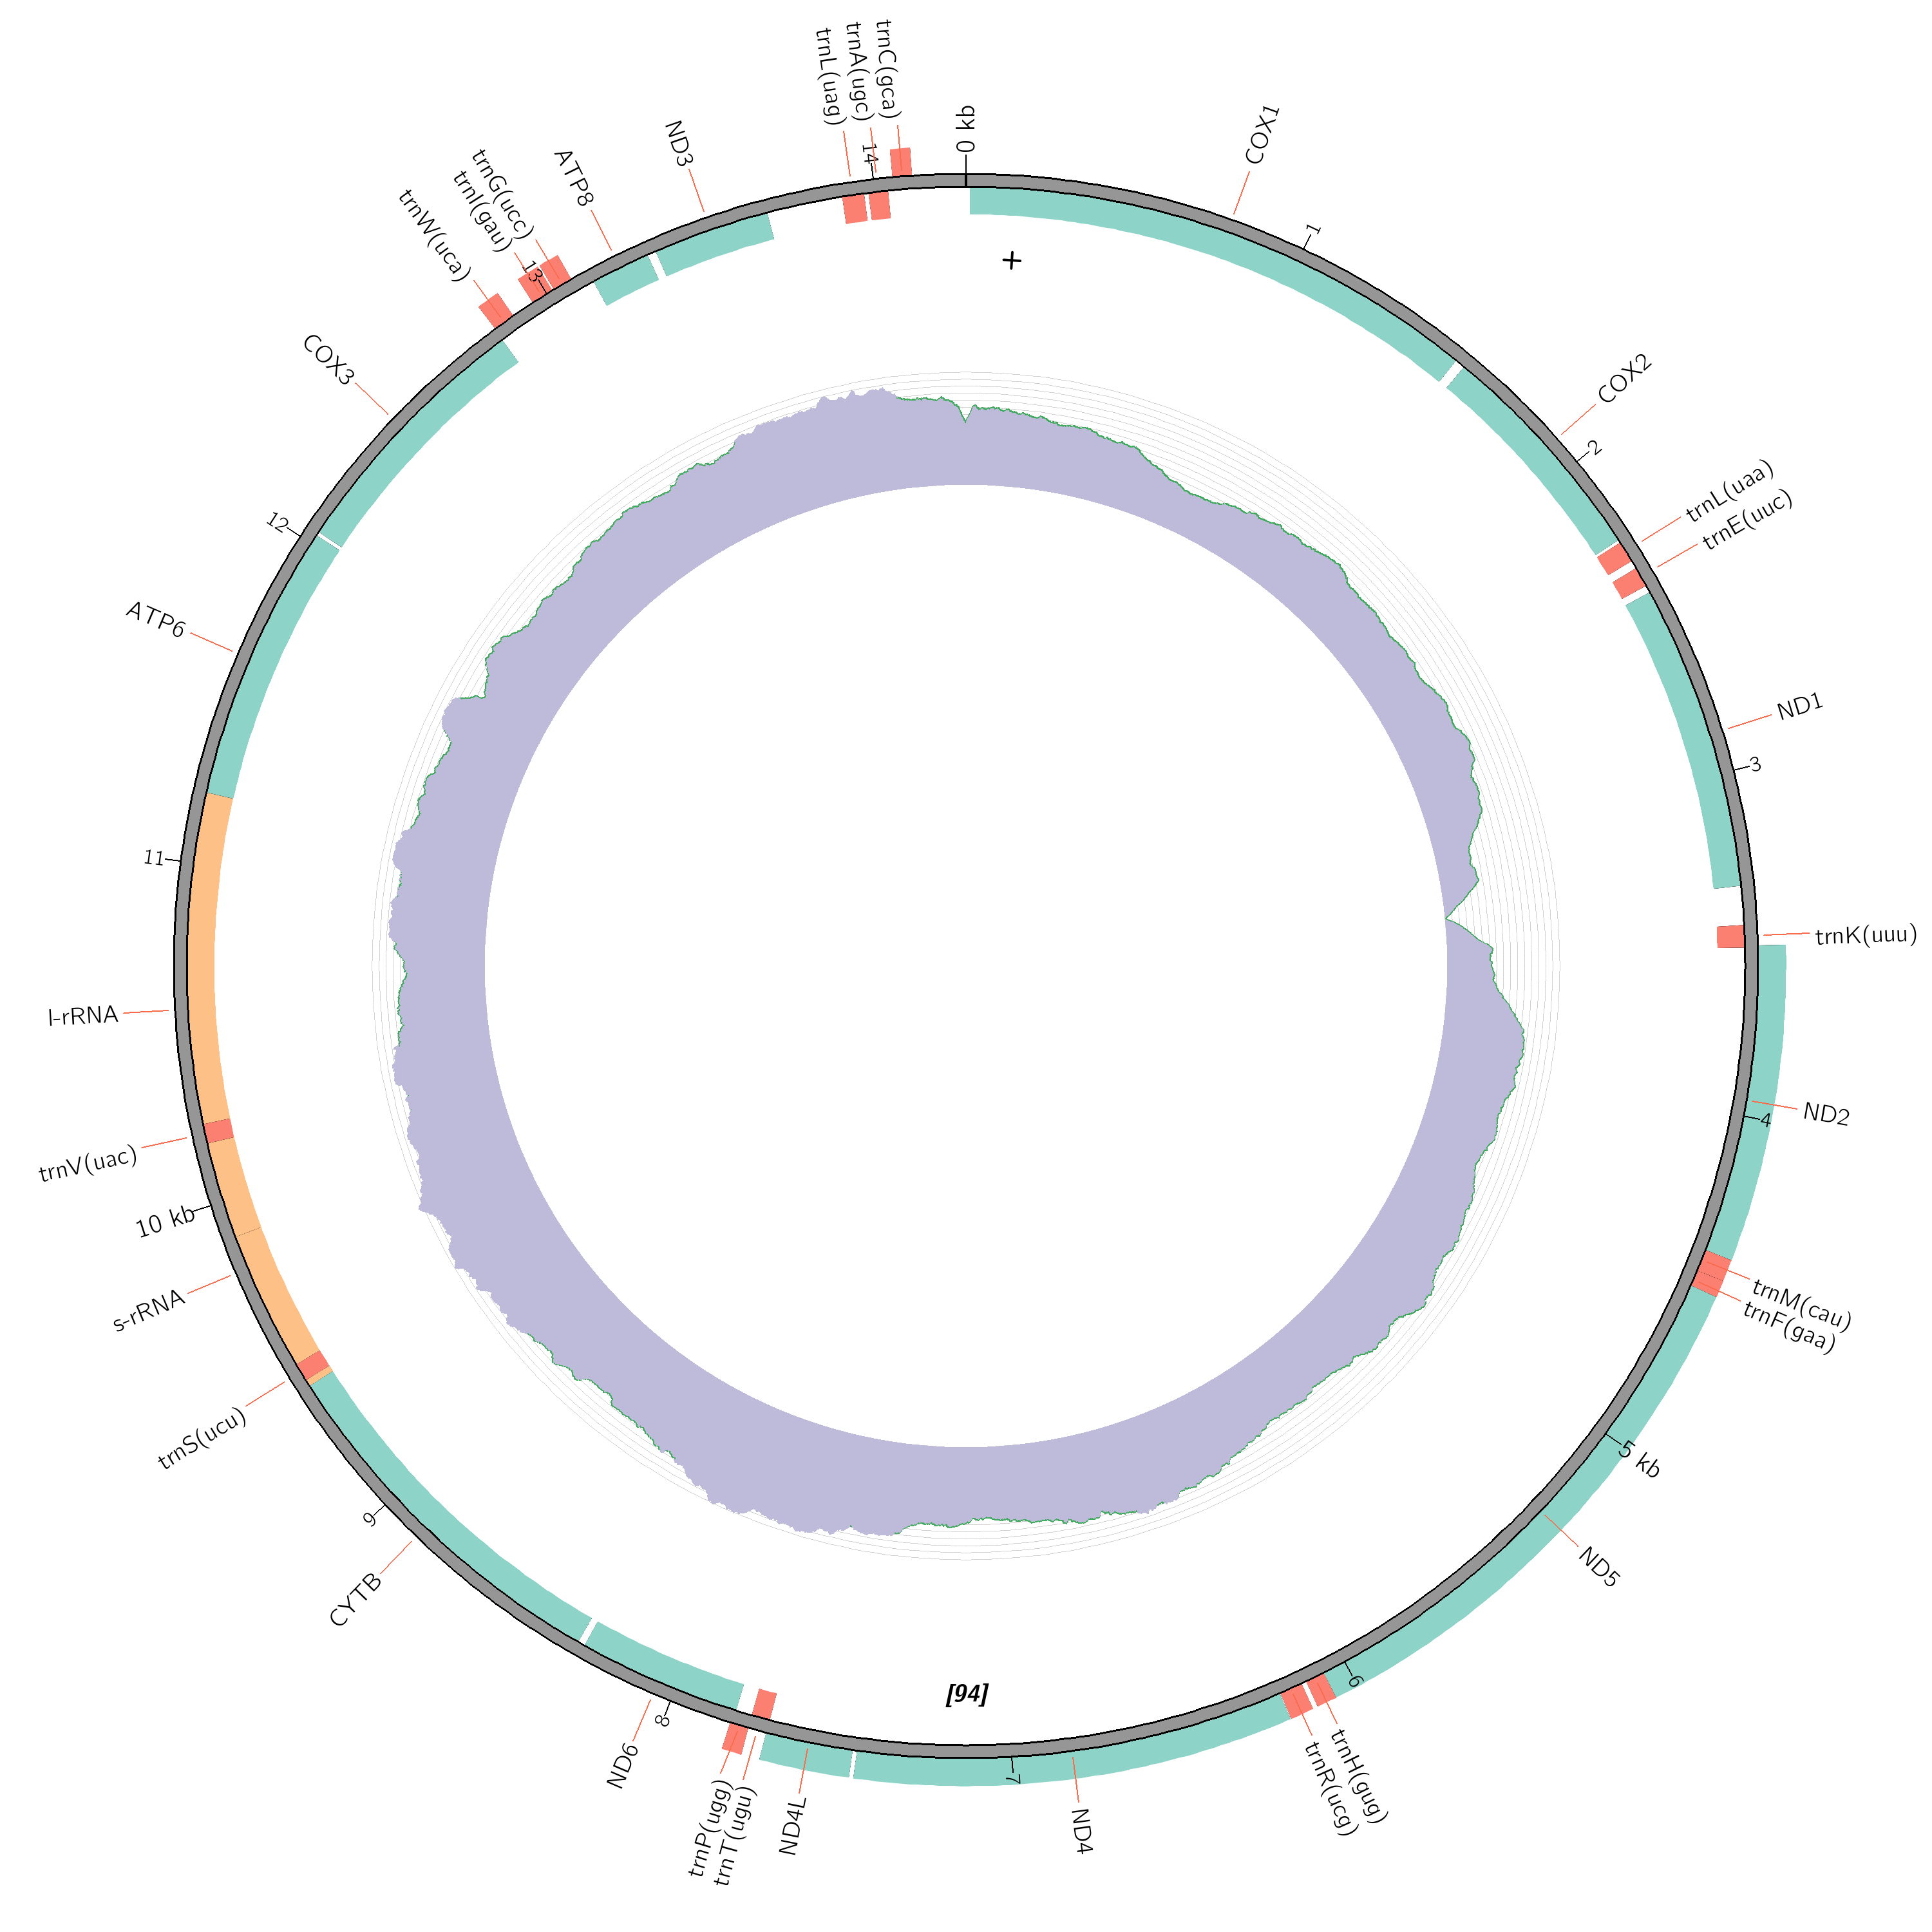 0 kb
COX1
+
1
COX2
2
trnL(uaa)
trnE(uuc)
ND1
3
trnK(uuu)
ND2
4
trnM(cau)
trnF(gaa)
5 kb
ND5
6
trnH(gug)
trnR(ucg)
ND4
7
[94]
ND4L
trnT(ugu)
trnP(ugg)
8
ND6
CYTB
9
trnS(ucu)
s-rRNA
10 kb
trnV(uac)
l-rRNA
11
ATP6
12
COX3
trnW(uca)
13
trnI(gau)
trnG(ucc)
ATP8
ND3
trnL(uag)
14
trnA(ugc)
trnC(gca)